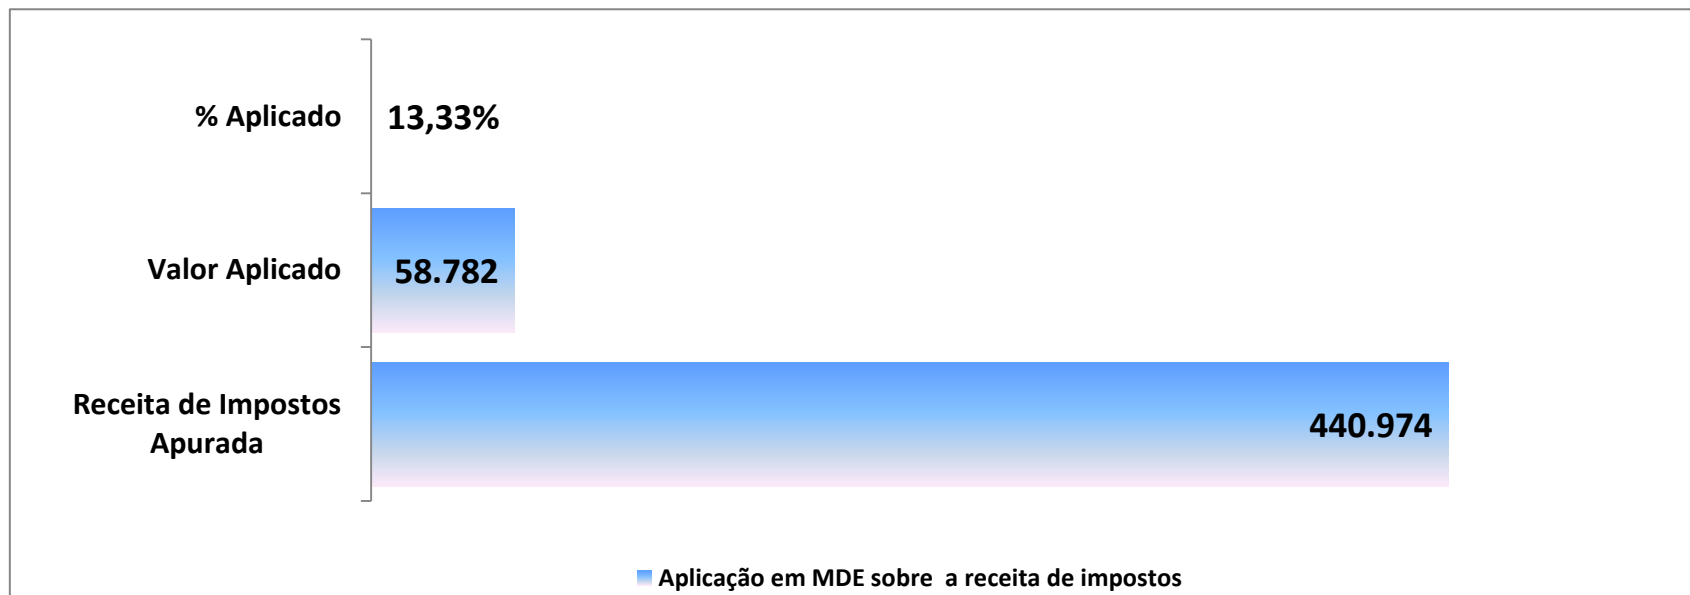 % Aplicado
13,33%
Valor Aplicado
58.782
Receita de Impostos
Apurada
440.974
Aplicação em MDE sobre  a receita de impostos